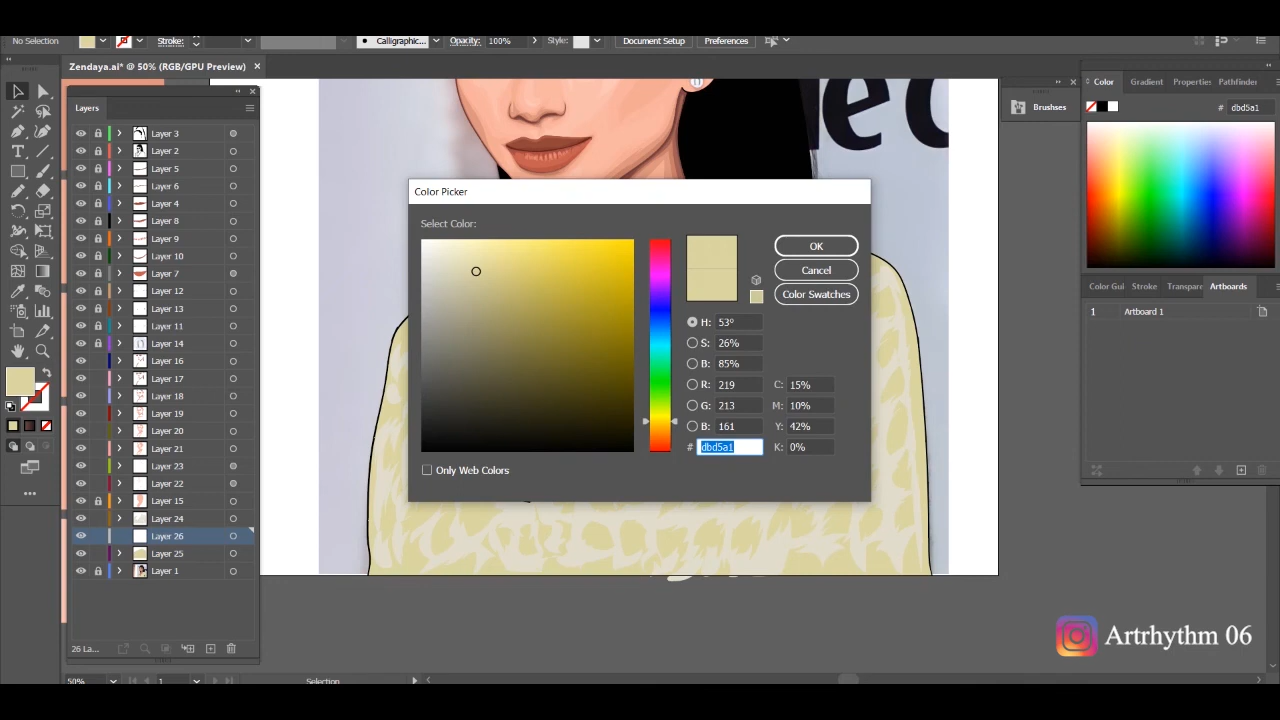 No Selection
Stroke:
Calligraphic...
Opacity: 100%
Style:
Document Setup
Preferences
Zendaya.ai* @ 50% (RGB/GPU Preview)
Layers
Layer 3
Layer 2
Layer 5
Layer 6
Layer 4
Layer 8
Layer 9
Layer 10
Layer 7
Layer 12
Layer 13
Layer 11
Layer 14
Layer 16
Layer 17
Layer 18
Layer 19
Layer 20
Layer 21
Layer 23
Layer 22
Layer 15
Layer 24
Layer 26
Layer 25
Layer 1
26 La...
Color Picker
Select Color:
OK
Cancel
Color Swatches
H: 53º
S: 26%
B: 85%
R: 219
G: 213
B: 161
# dbd5a1
C: 15%
M: 10%
Y: 42%
K: 0%
Only Web Colors
ec
Brushses
Color Gradient Properties Pathfinder
# dbd5a1
Color Gui Stroke Transpare Artboards
1 Artboard 1
Artrhythm 06
50%
1
Selection